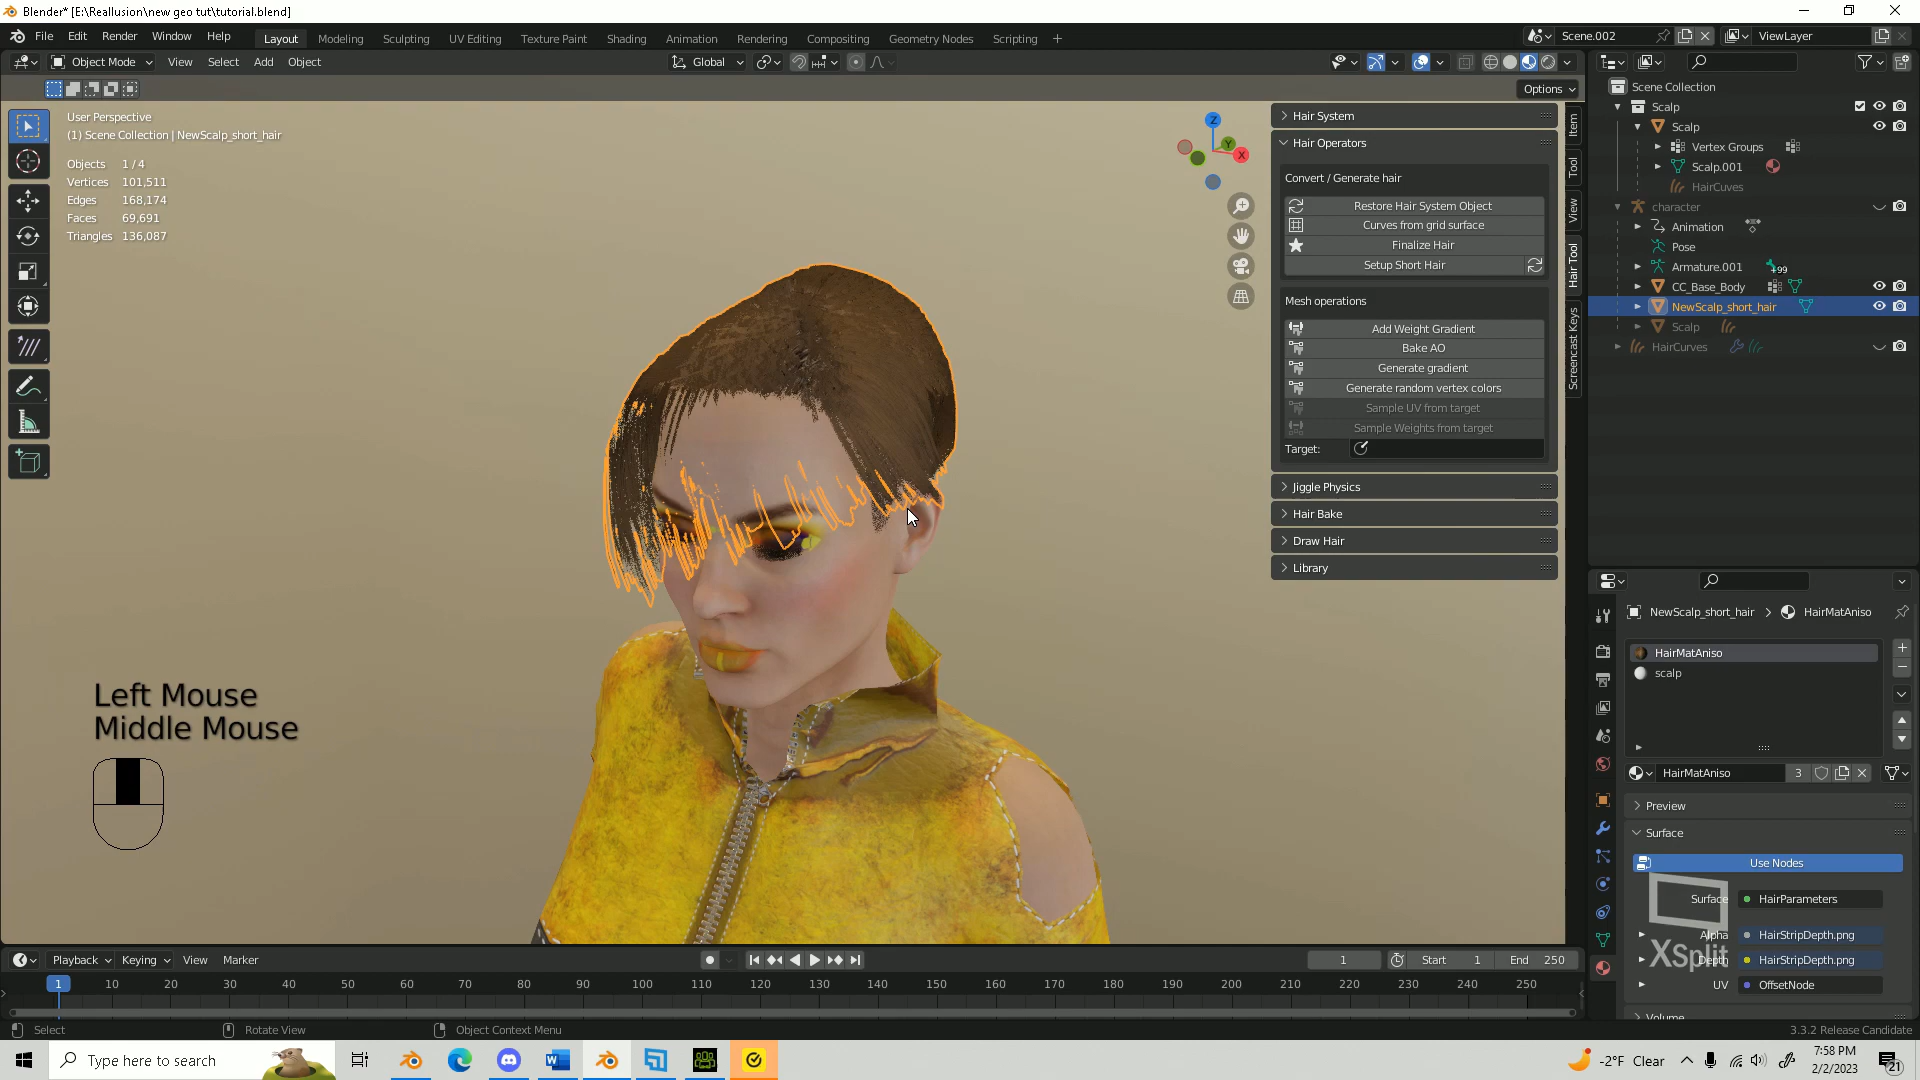 Blender* [E:\Reallusion\new geo tut\tutorial.blend]
File Edit Render Window Help Layout Modeling Sculpting UV Editing Texture Paint Shading Animation Rendering Compositing Geometry Nodes Scripting Scene.002 ViewLayer
Object Mode View Select Add Object Global
Options
User Perspective
(1) Scene Collection | NewScalp_short_hair
Objects 1 / 4
Vertices 101,511
Edges 168,174
Faces 69,691
Triangles 136,087
Z
Y
X
Hair System
Hair Operators
Convert / Generate hair
Restore Hair System Object
Curves from grid surface
Finalize Hair
Setup Short Hair
Mesh operations
Add Weight Gradient
Bake AO
Generate gradient
Generate random vertex colors
Sample UV from target
Sample Weights from target
Target:
Jiggle Physics
Hair Bake
Draw Hair
Library
Item
Tool
View
Hair Tool
Screencast Keys
Scene Collection
Scalp
Scalp
Vertex Groups
Scalp.001
HairCuves
character
Animation
Pose
Armature.001 +99
CC_Base_Body
NewScalp_short_hair
Scalp
HairCurves
NewScalp_short_hair HairMatAniso
HairMatAniso
scalp
HairMatAniso 3
Preview
Surface
Use Nodes
Surface HairParameters
Alpha HairStripDepth.png
Depth HairStripDepth.png
UV OffsetNode
Volume
XSplit
Left Mouse
Middle Mouse
Playback Keying View Marker 1 Start 1 End 250
1 10 20 30 40 50 60 70 80 90 100 110 120 130 140 150 160 170 180 190 200 210 220 230 240 250
Select Rotate View Object Context Menu 3.3.2 Release Candidate
Type here to search
-2°F Clear
7:58 PM
2/2/2023
21